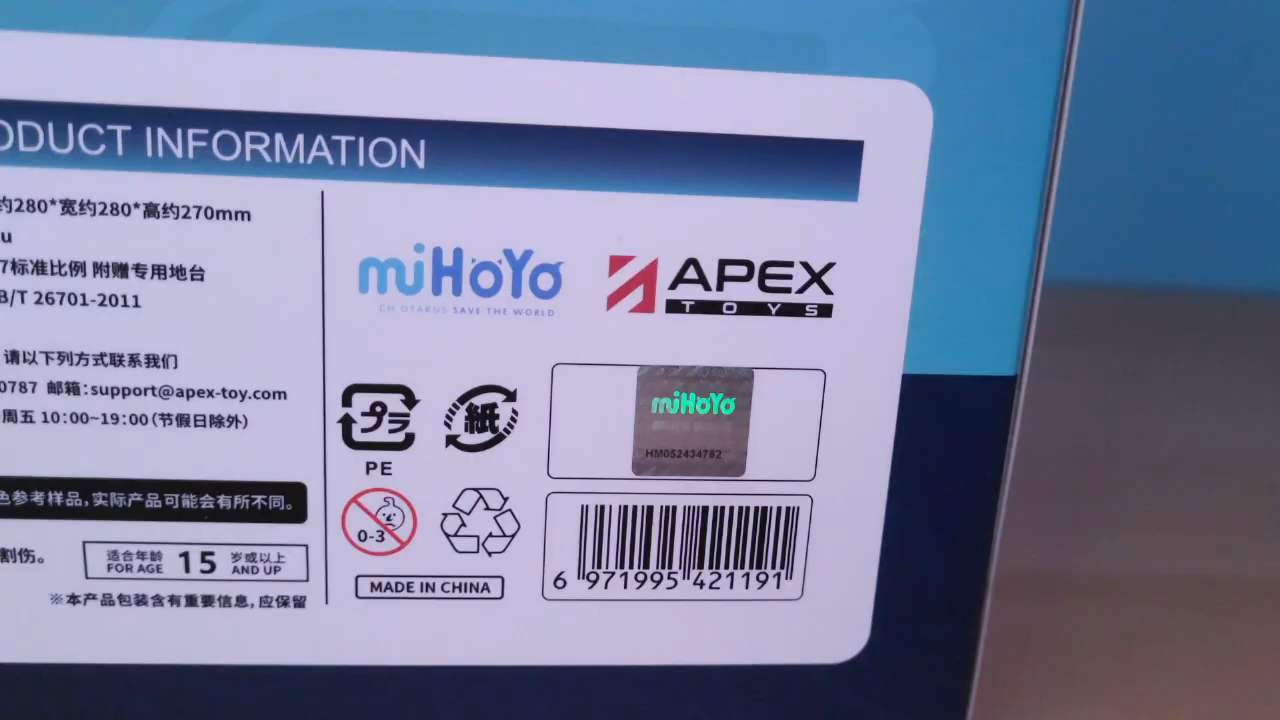 ODUCT INFORMATION
约280*宽约280*高约270mm
u
7标准比例 附赠专用地台
B/T 26701-2011
请以下列方式联系我们
0787 邮箱:support@apex-toy.com
周五 10:00~19:00(节假日除外)
色参考样品,实际产品可能会有所不同。
割伤。
适合年龄 15 岁或以上
FOR AGE AND UP
※本产品包装含有重要信息,应保留
miHoYo
CH OTAKUS SAVE THE WORLD
APEX
TOYS
プラ
PE
紙
0-3
MADE IN CHINA
miHoYo
HM052434782
6 971995 421191